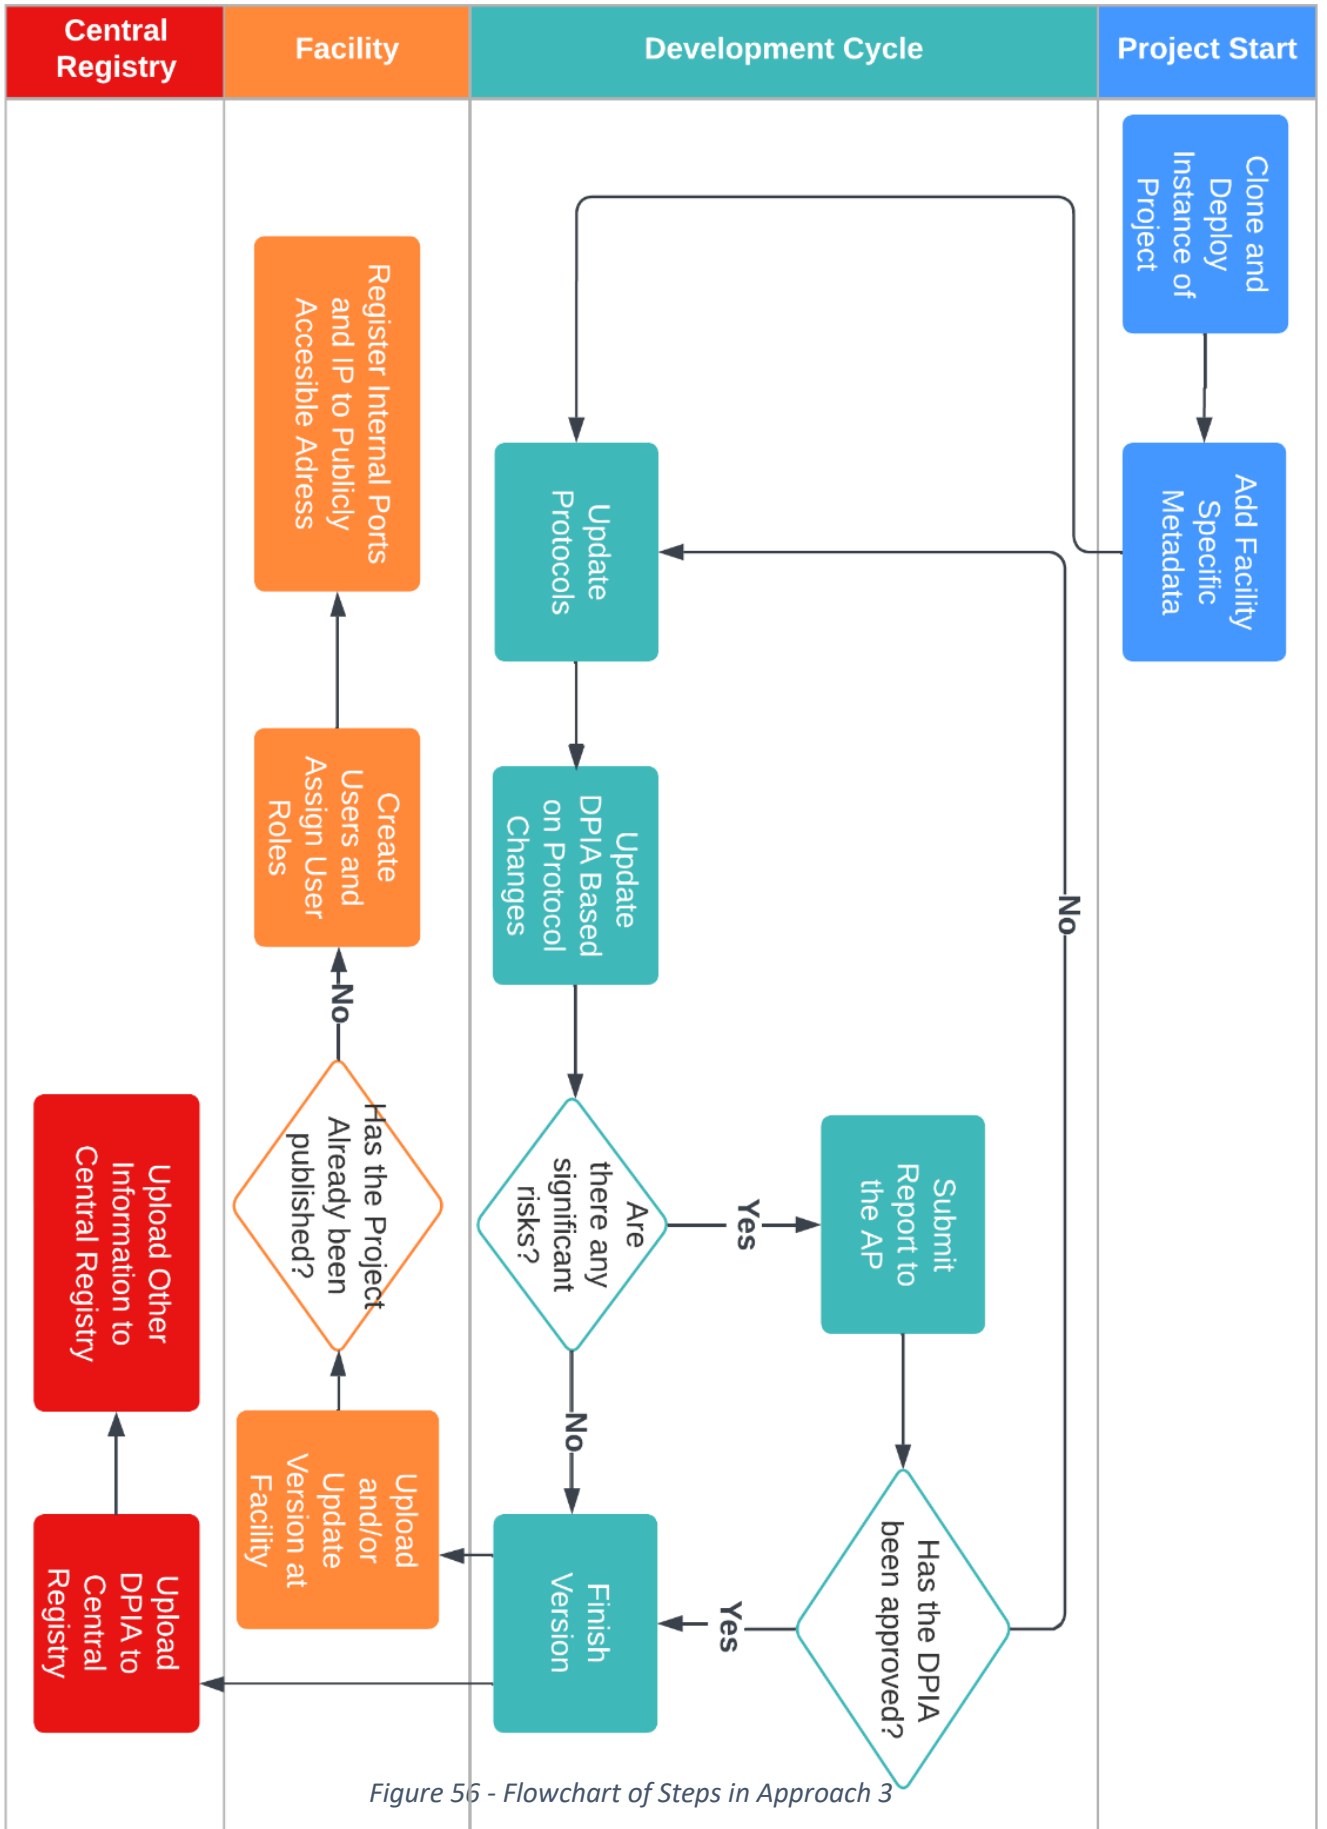 Central
Registry
Facility
Development Cycle
Project Start
Clone and
Deploy
Instance of
Project
Add Facility
Specific
Metadata
Update
Protocols
Update
DPIA Based
on Protocol
Changes
Are
there any
significant
risks?
Yes
Submit
Report to
the AP
Has the DPIA
been approved?
No
Yes
No
Finish
Version
Upload
and/or
Update
Version at
Facility
Has the Project
Already been
published?
No
Create
Users and
Assign User
Roles
Register Internal Ports
and IP to Publicly
Accesible Adress
Upload
DPIA to
Central
Registry
Upload Other
Information to
Central Registry
Figure 56 - Flowchart of Steps in Approach 3